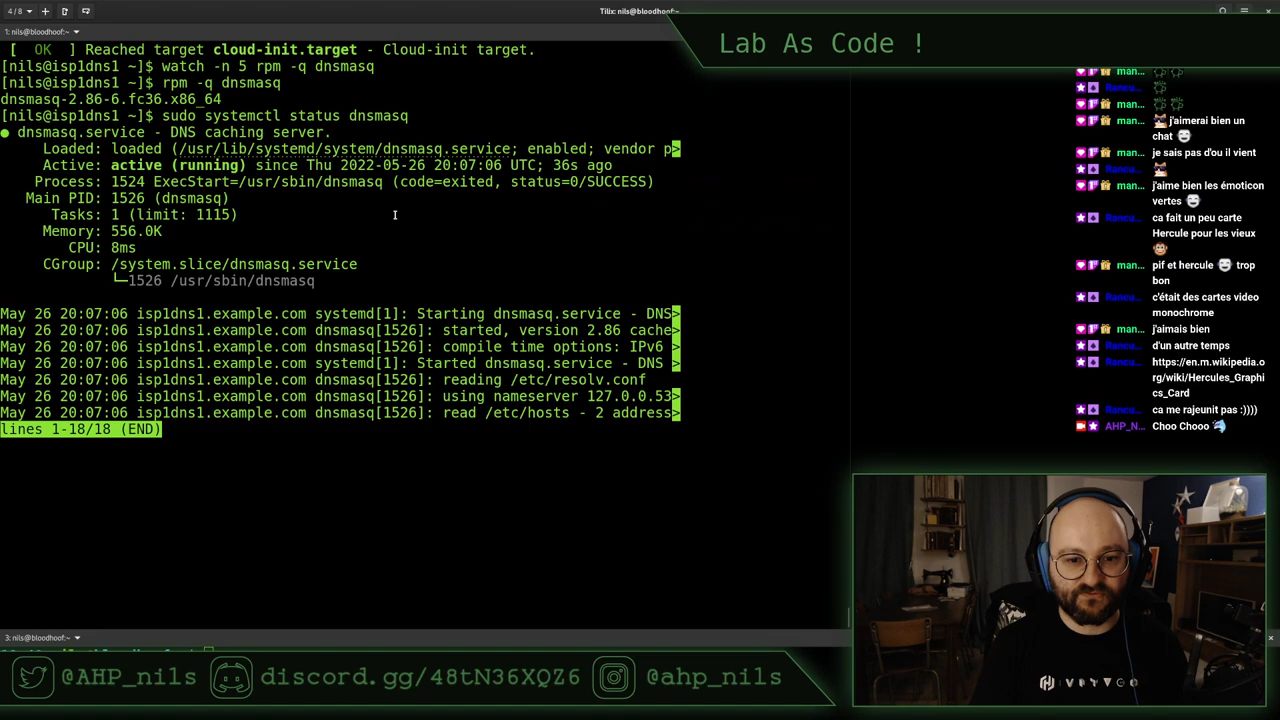 4 / 8
Tilix: nils@bloodhoof:~
1: nils@bloodhoof:~
Lab As Code !
[  OK  ] Reached target cloud-init.target - Cloud-init target.
[nils@isp1dns1 ~]$ watch -n 5 rpm -q dnsmasq
[nils@isp1dns1 ~]$ rpm -q dnsmasq
dnsmasq-2.86-6.fc36.x86_64
[nils@isp1dns1 ~]$ sudo systemctl status dnsmasq
● dnsmasq.service - DNS caching server.
Loaded: loaded (/usr/lib/systemd/system/dnsmasq.service; enabled; vendor p>
Active: active (running) since Thu 2022-05-26 20:07:06 UTC; 36s ago
Process: 1524 ExecStart=/usr/sbin/dnsmasq (code=exited, status=0/SUCCESS)
Main PID: 1526 (dnsmasq)
Tasks: 1 (limit: 1115)
Memory: 556.0K
CPU: 8ms
CGroup: /system.slice/dnsmasq.service
└─1526 /usr/sbin/dnsmasq
May 26 20:07:06 isp1dns1.example.com systemd[1]: Starting dnsmasq.service - DNS>
May 26 20:07:06 isp1dns1.example.com dnsmasq[1526]: started, version 2.86 cache>
May 26 20:07:06 isp1dns1.example.com dnsmasq[1526]: compile time options: IPv6 >
May 26 20:07:06 isp1dns1.example.com systemd[1]: Started dnsmasq.service - DNS >
May 26 20:07:06 isp1dns1.example.com dnsmasq[1526]: reading /etc/resolv.conf
May 26 20:07:06 isp1dns1.example.com dnsmasq[1526]: using nameserver 127.0.0.53>
May 26 20:07:06 isp1dns1.example.com dnsmasq[1526]: read /etc/hosts - 2 address>
lines 1-18/18 (END)
man...
Rancu...
man...
man... j'aimerai bien un
chat
man... je sais pas d'ou il vient
Rancu...
man... j'aime bien les émoticon
vertes
Rancu... ca fait un peu carte
Hercule pour les vieux
man... pif et hercule trop
bon
Rancu... c'était des cartes video
monochrome
man... j'aimais bien
Rancu... d'un autre temps
Rancu... https://en.m.wikipedia.o
rg/wiki/Hercules_Graphi
cs_Card
Rancu... ca me rajeunit pas :))))
AHP_N... Choo Chooo
3: nils@bloodhoof:~
@AHP_nils
discord.gg/48tN36XQZ6
@ahp_nils